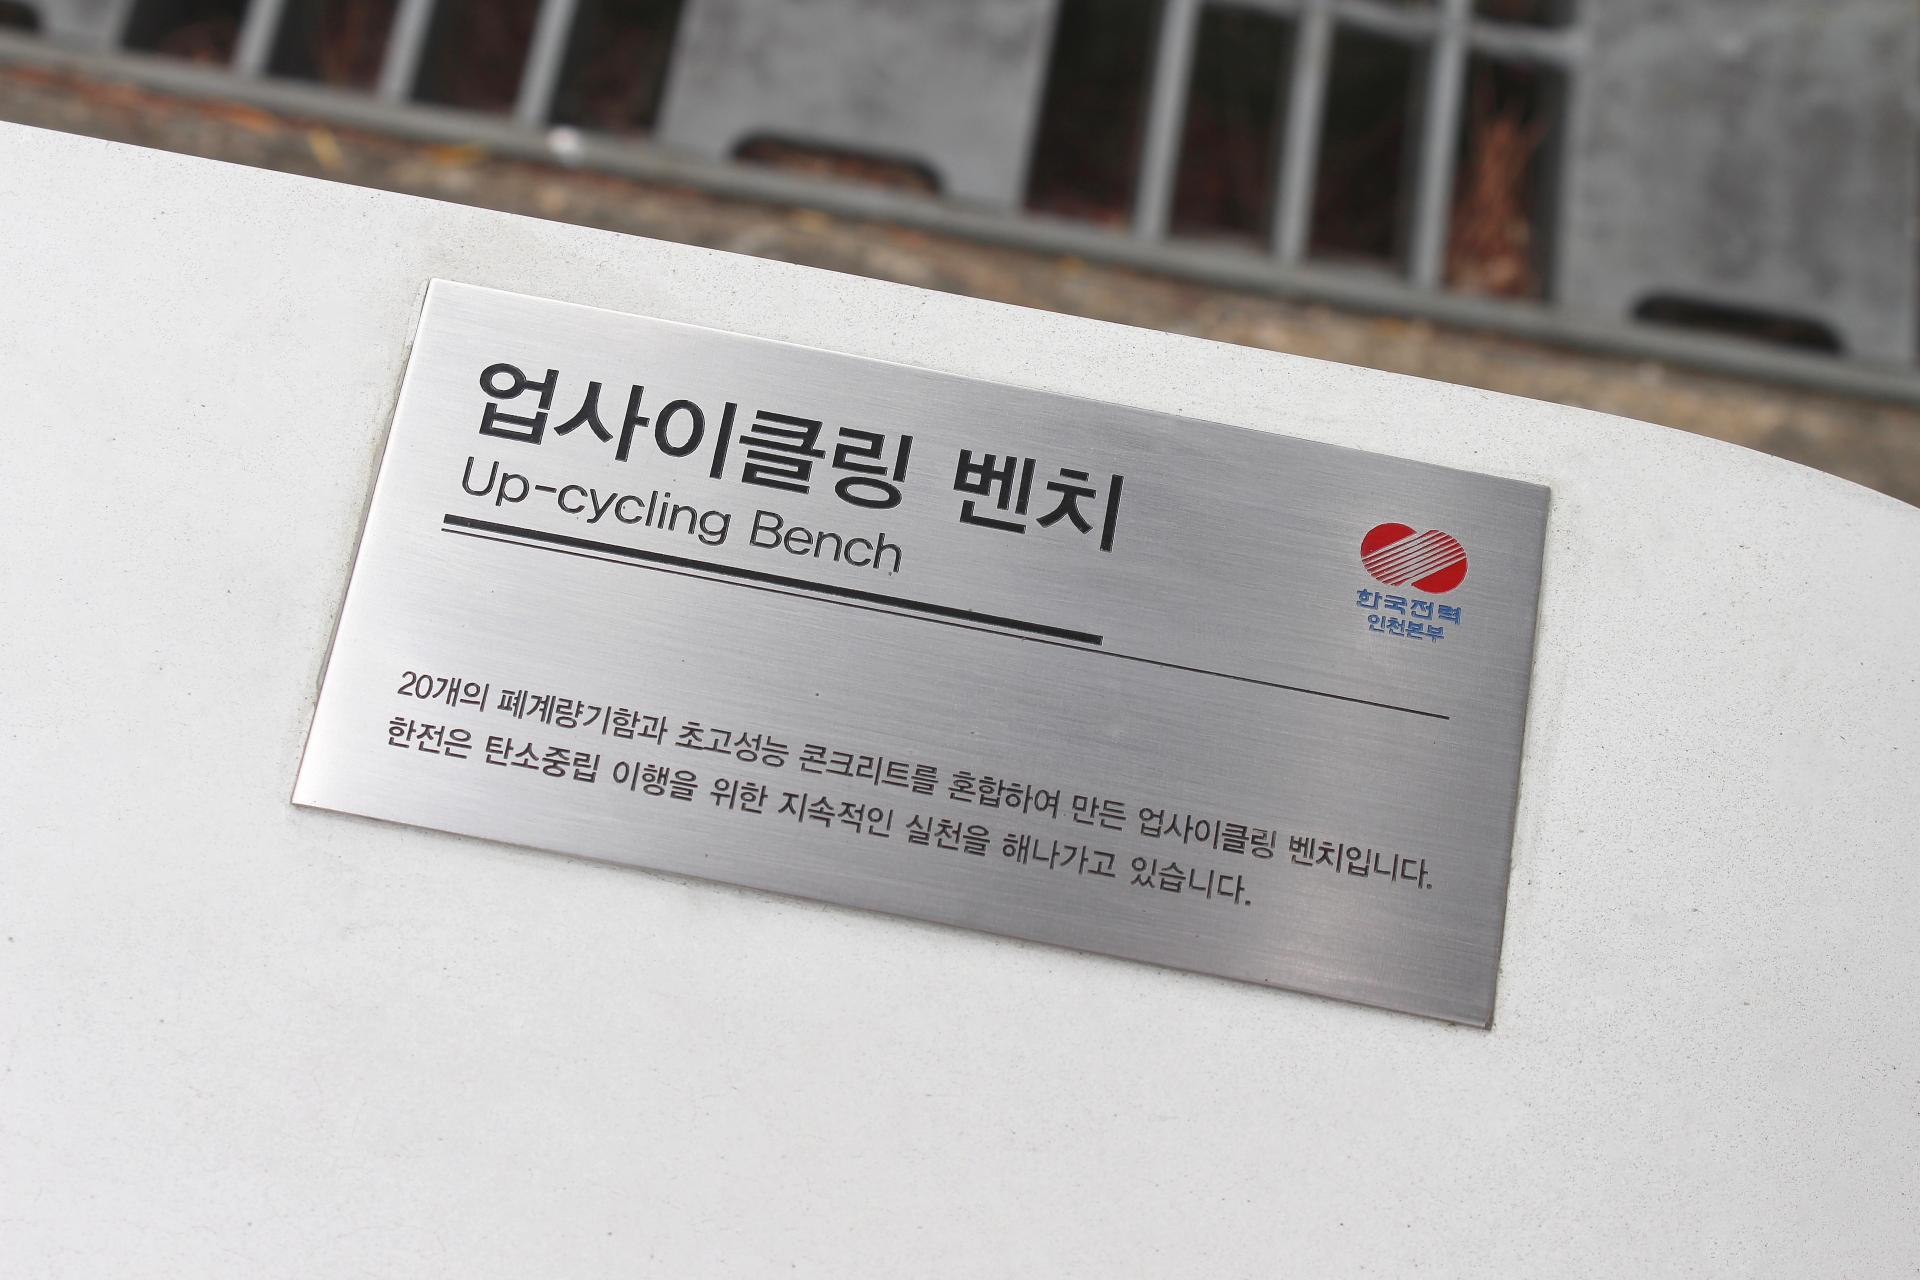 업사이클링 벤치
Up-cycling Bench
한국전력
인천본부
20개의 폐계량기함과 초고성능 콘크리트를 혼합하여 만든 업사이클링 벤치입니다.
한전은 탄소중립 이행을 위한 지속적인 실천을 해나가고 있습니다.